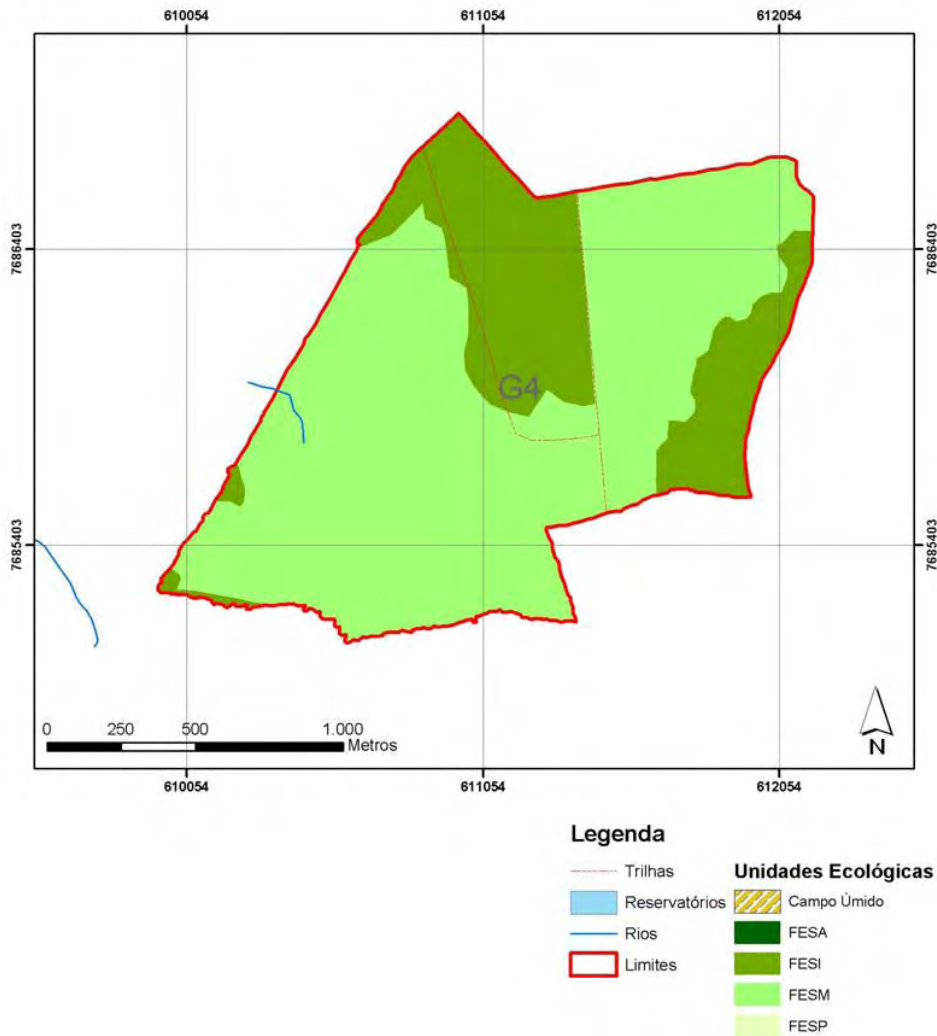 610054 611054 612054
7686403 7686403
G4
7685403 7685403
0 250 500 1.000
Metros
N
610054 611054 612054
Legenda
Trilhas
Reservatórios
Rios
Limites
Unidades Ecológicas
Campo Úmido
FESA
FESI
FESM
FESP